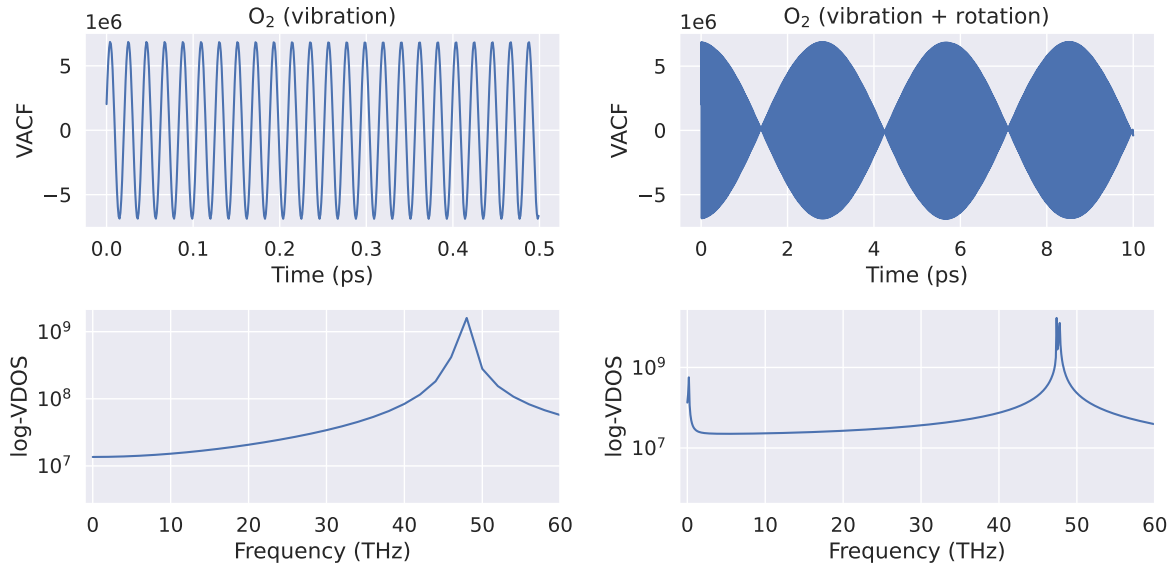 O₂ (vibration)
1e6
5
0
−5
VACF
0.0 0.1 0.2 0.3 0.4 0.5
Time (ps)
O₂ (vibration + rotation)
1e6
5
0
−5
VACF
0 2 4 6 8 10
Time (ps)
10⁹
10⁸
10⁷
log-VDOS
0 10 20 30 40 50 60
Frequency (THz)
10⁹
10⁷
log-VDOS
0 10 20 30 40 50 60
Frequency (THz)